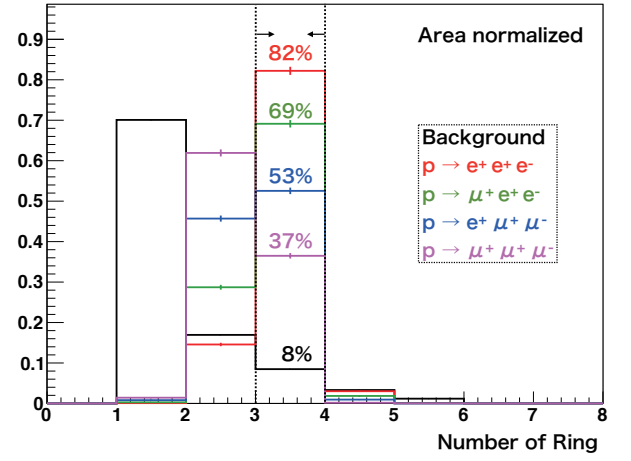 Area normalized
0.9
0.8
0.7
0.6
0.5
0.4
0.3
0.2
0.1
0
82%
69%
53%
37%
8%
Background
p → e⁺ e⁺ e⁻
p → μ⁺ e⁺ e⁻
p → e⁺ μ⁺ μ⁻
p → μ⁺ μ⁺ μ⁻
0 1 2 3 4 5 6 7 8
Number of Ring